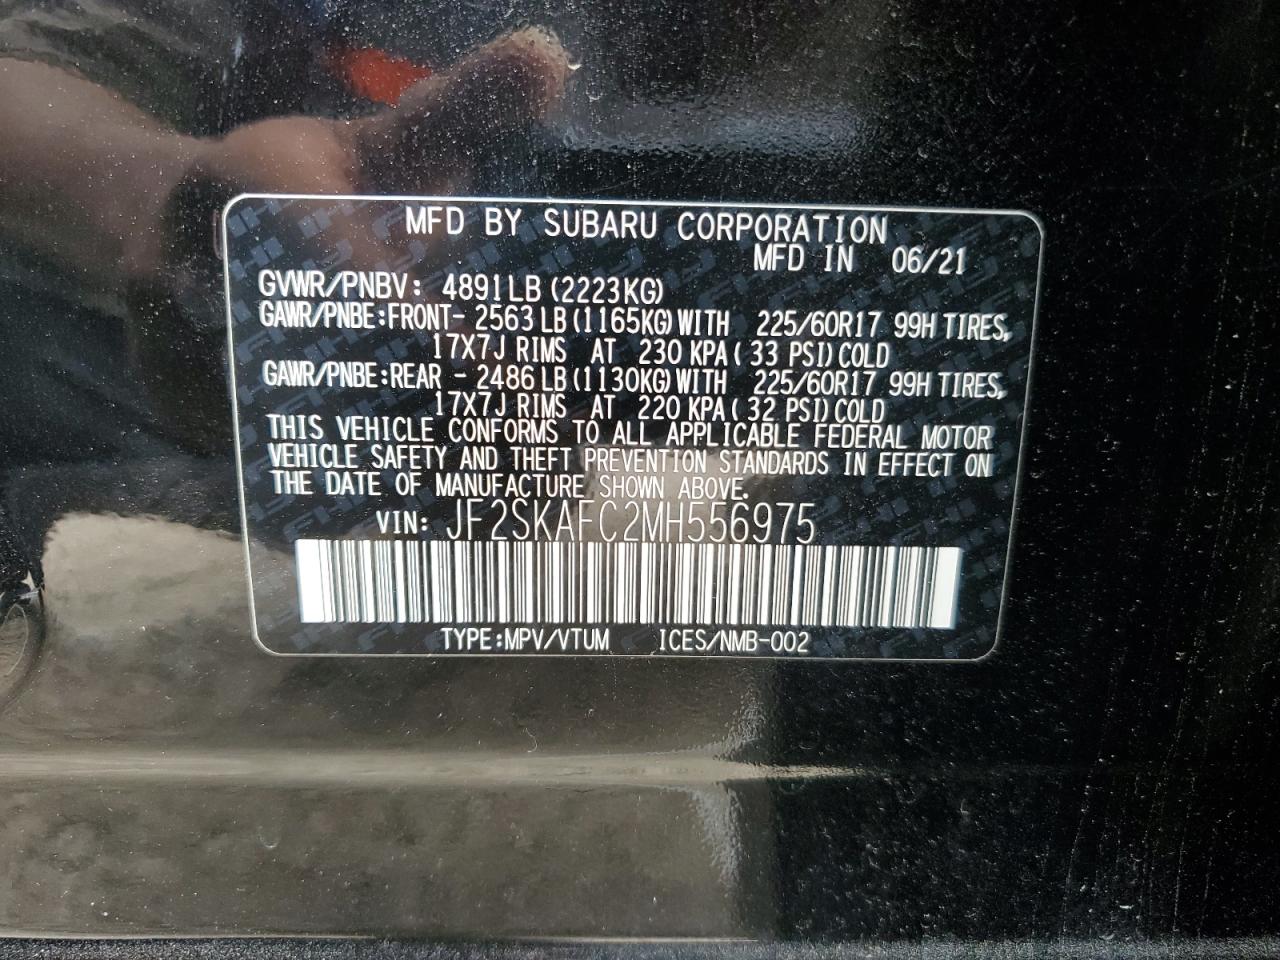 MFD BY SUBARU CORPORATION
MFD IN 06/21
GVWR/PNBV: 4891LB (2223KG)
GAWR/PNBE:FRONT- 2563 LB (1165KG) WITH 225/60R17 99H TIRES,
17X7J RIMS AT 230 KPA ( 33 PSI) COLD
GAWR/PNBE:REAR - 2486 LB (1130KG) WITH 225/60R17 99H TIRES,
17X7J RIMS AT 220 KPA ( 32 PSI) COLD
THIS VEHICLE CONFORMS TO ALL APPLICABLE FEDERAL MOTOR
VEHICLE SAFETY AND THEFT PREVENTION STANDARDS IN EFFECT ON
THE DATE OF MANUFACTURE SHOWN ABOVE.
VIN: JF2SKAFC2MH556975
TYPE:MPV/VTUM ICES/NMB-002